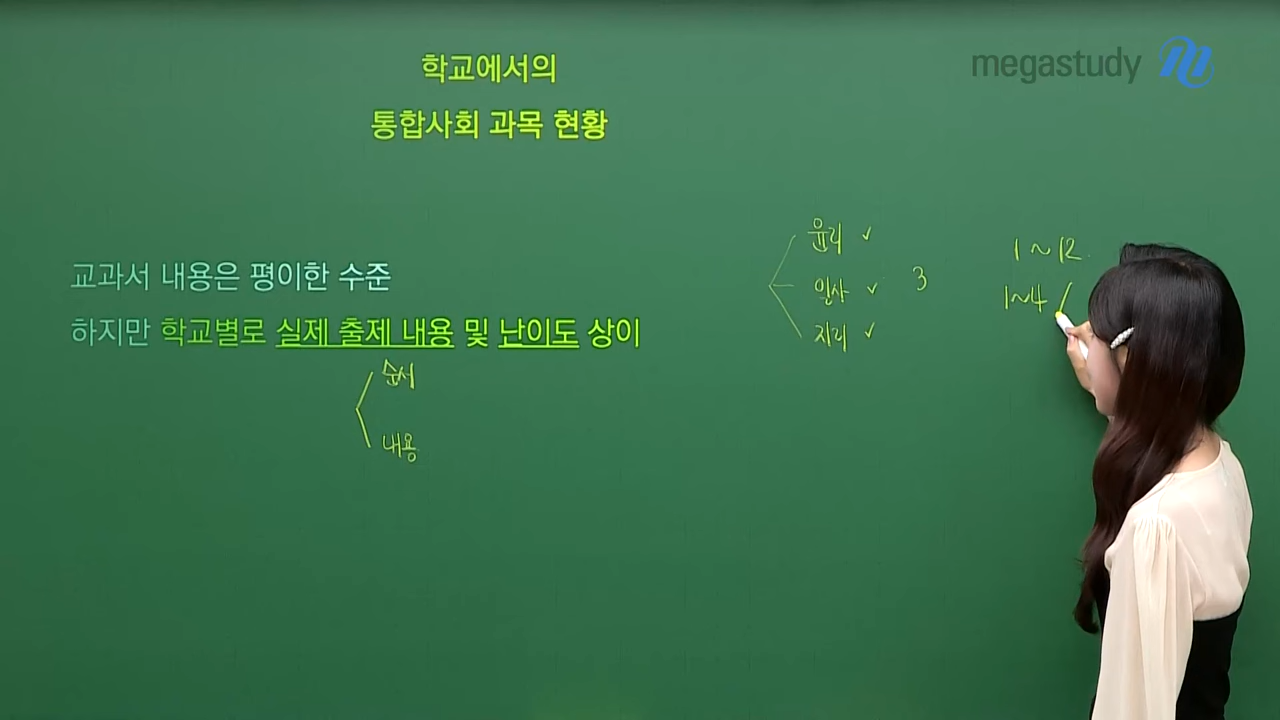 학교에서의
통합사회 과목 현황
megastudy
교과서 내용은 평이한 수준
하지만 학교별로 실제 출제 내용 및 난이도 상이
순서
내용
윤리 ✓
일사 ✓
지리 ✓
3
1~12
1~4 /